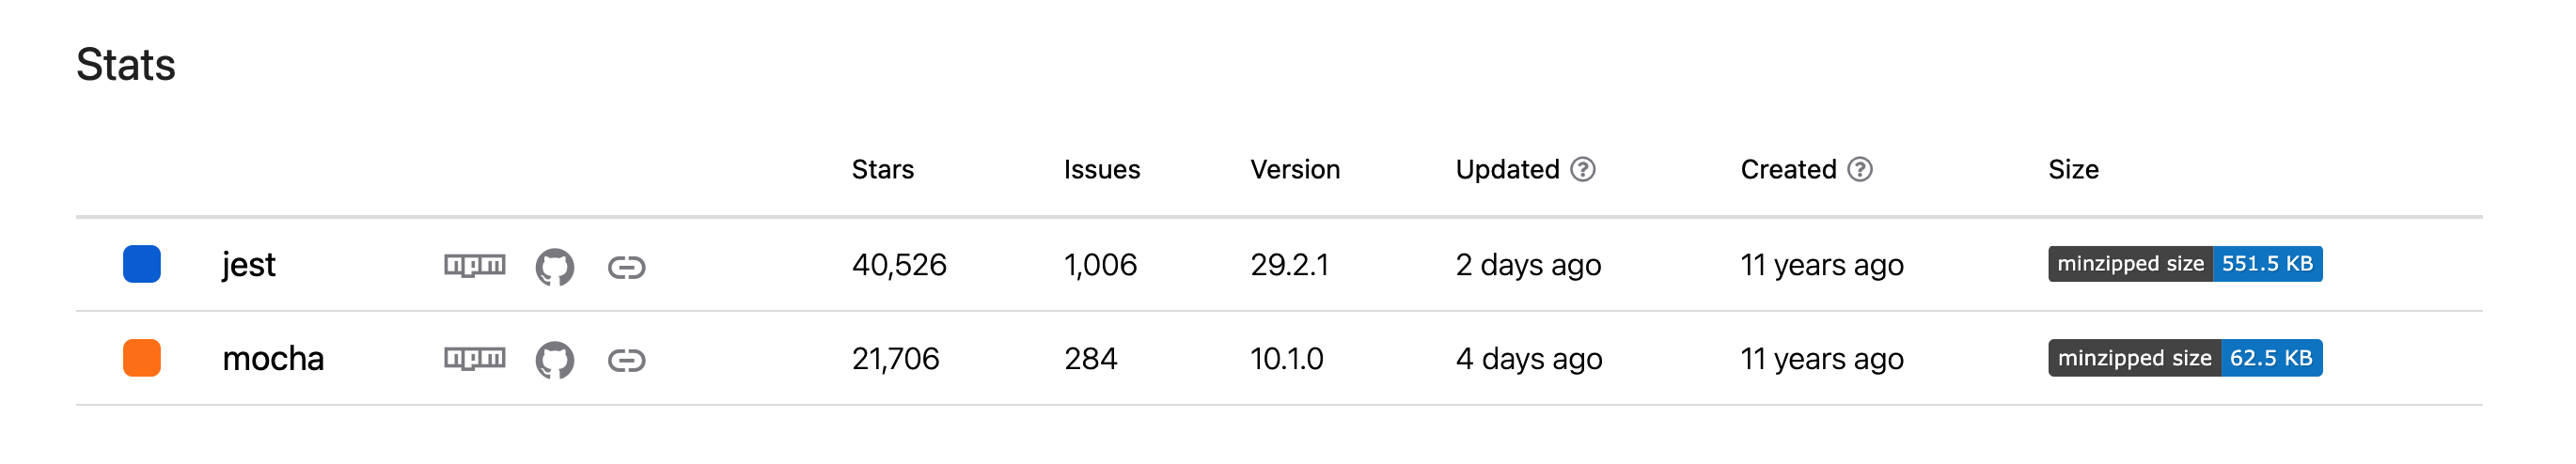 Stats
Stars Issues Version Updated ? Created ? Size
jest npm 40,526 1,006 29.2.1 2 days ago 11 years ago minzipped size 551.5 KB
mocha npm 21,706 284 10.1.0 4 days ago 11 years ago minzipped size 62.5 KB